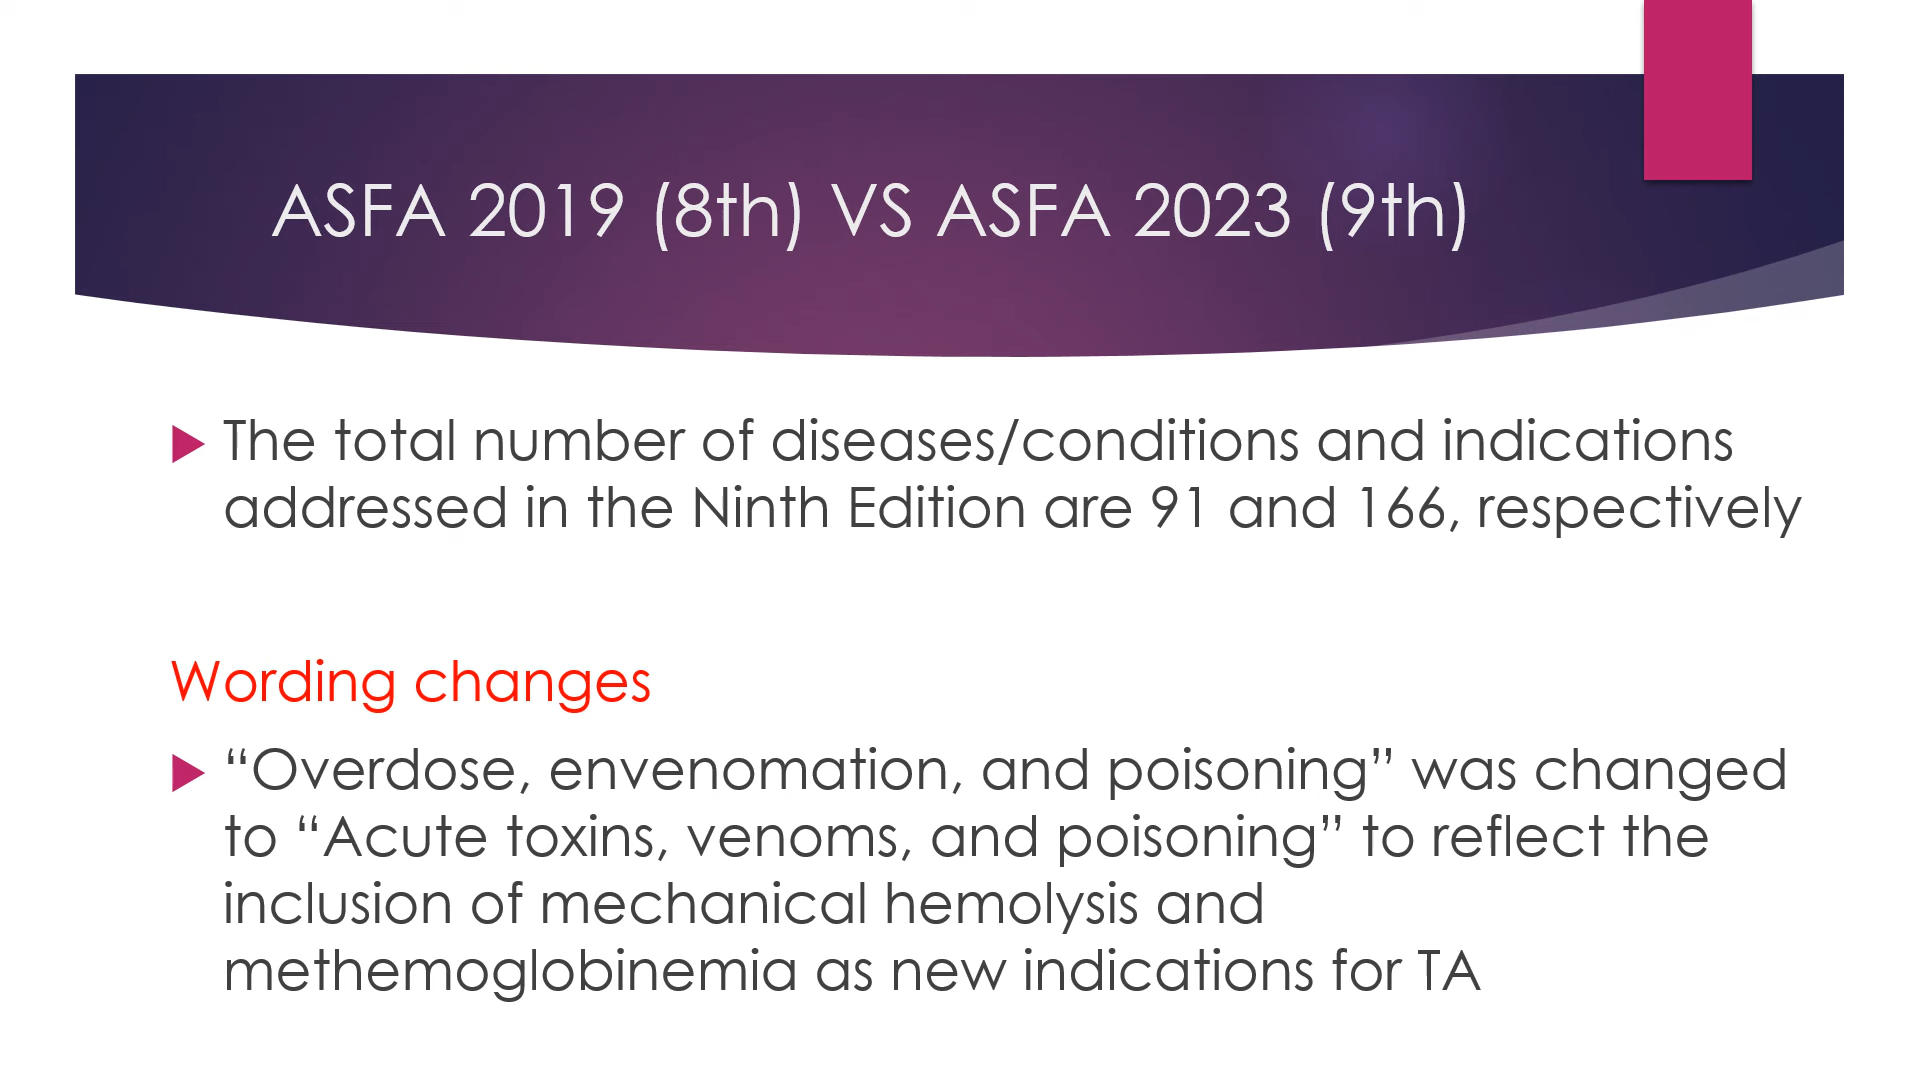 ASFA 2019 (8th) VS ASFA 2023 (9th)
The total number of diseases/conditions and indications
addressed in the Ninth Edition are 91 and 166, respectively
Wording changes
“Overdose, envenomation, and poisoning” was changed
to “Acute toxins, venoms, and poisoning” to reflect the
inclusion of mechanical hemolysis and
methemoglobinemia as new indications for TA